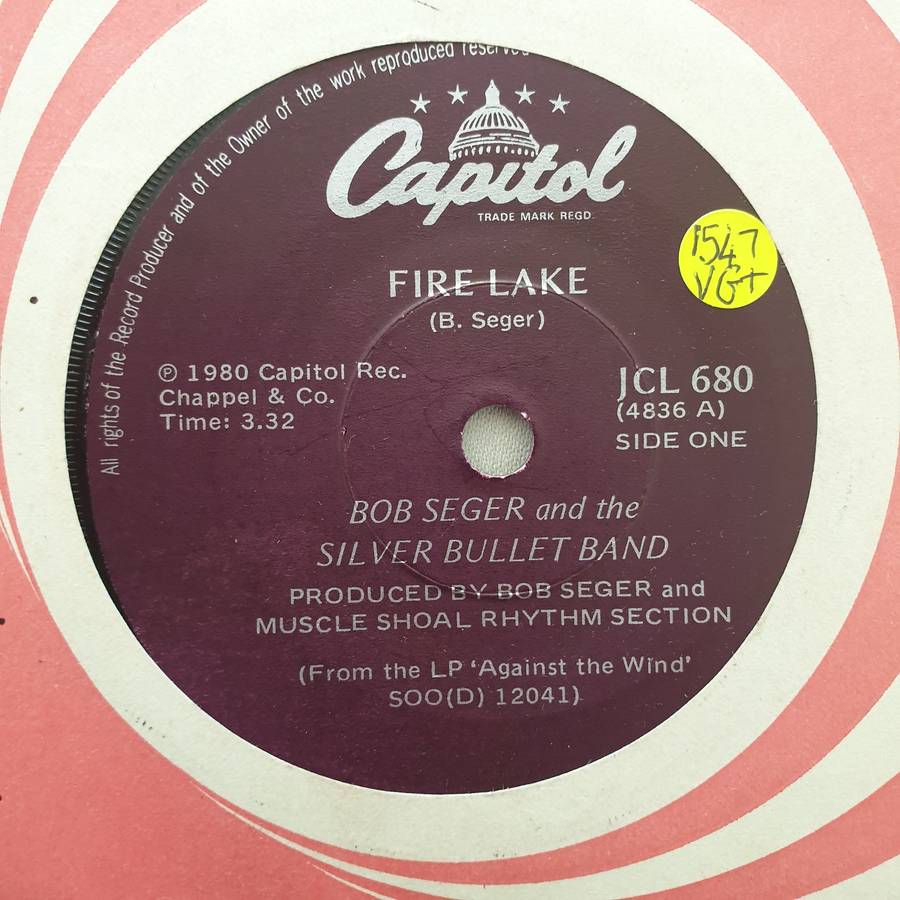 All rights of the Record Producer and of the Owner of the work reproduced reserved
Capitol
TRADE MARK REGD.
1547
VG+
FIRE LAKE
(B. Seger)
℗ 1980 Capitol Rec.
Chappel & Co.
Time: 3.32
JCL 680
(4836 A)
SIDE ONE
BOB SEGER and the
SILVER BULLET BAND
PRODUCED BY BOB SEGER and
MUSCLE SHOAL RHYTHM SECTION
(From the LP ‘Against the Wind’
SOO(D) 12041)